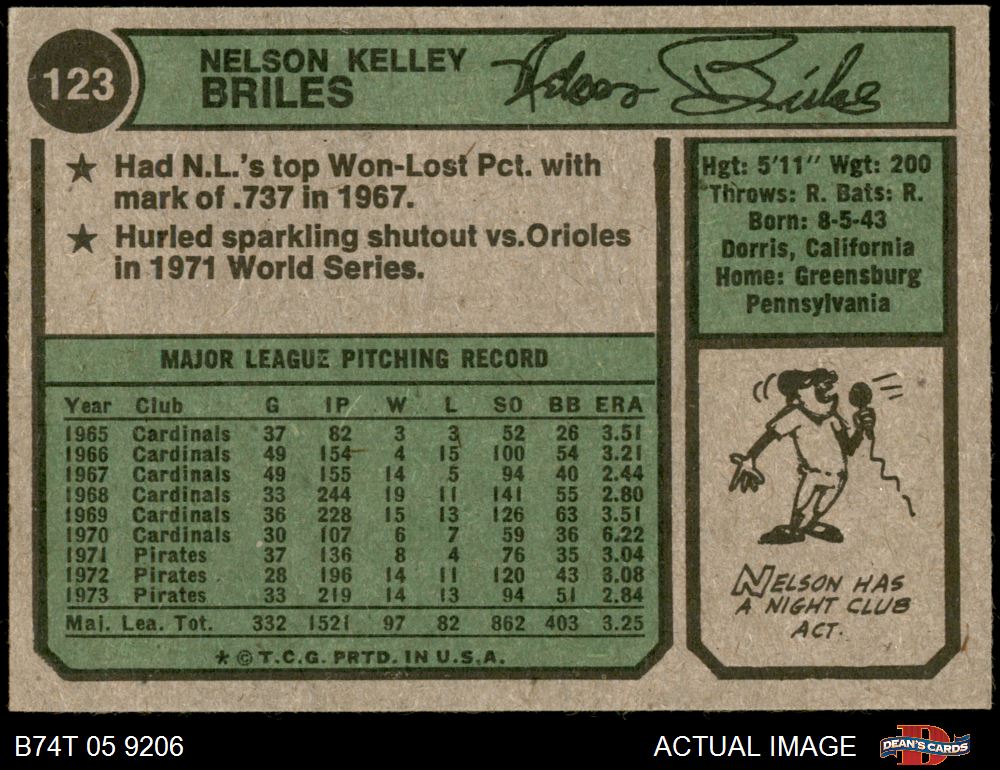 123
NELSON KELLEY
BRILES
Nelson Briles
★ Had N.L.'s top Won-Lost Pct. with
mark of .737 in 1967.
★ Hurled sparkling shutout vs. Orioles
in 1971 World Series.
Hgt: 5'11" Wgt: 200
Throws: R. Bats: R.
Born: 8-5-43
Dorris, California
Home: Greensburg
Pennsylvania
MAJOR LEAGUE PITCHING RECORD
Year Club G IP W L SO BB ERA
1965 Cardinals 37 82 3 3 52 26 3.51
1966 Cardinals 49 154 4 15 100 54 3.21
1967 Cardinals 49 155 14 5 94 40 2.44
1968 Cardinals 33 244 19 11 141 55 2.80
1969 Cardinals 36 228 15 13 126 63 3.51
1970 Cardinals 30 107 6 7 59 36 6.22
1971 Pirates 37 136 8 4 76 35 3.04
1972 Pirates 28 196 14 11 120 43 3.08
1973 Pirates 33 219 14 13 94 51 2.84
Maj. Lea. Tot. 332 1521 97 82 862 403 3.25
* © T.C.G. PRTD. IN U.S.A.
NELSON HAS
A NIGHT CLUB
ACT.
B74T 05 9206
ACTUAL IMAGE
DEAN'S CARDS